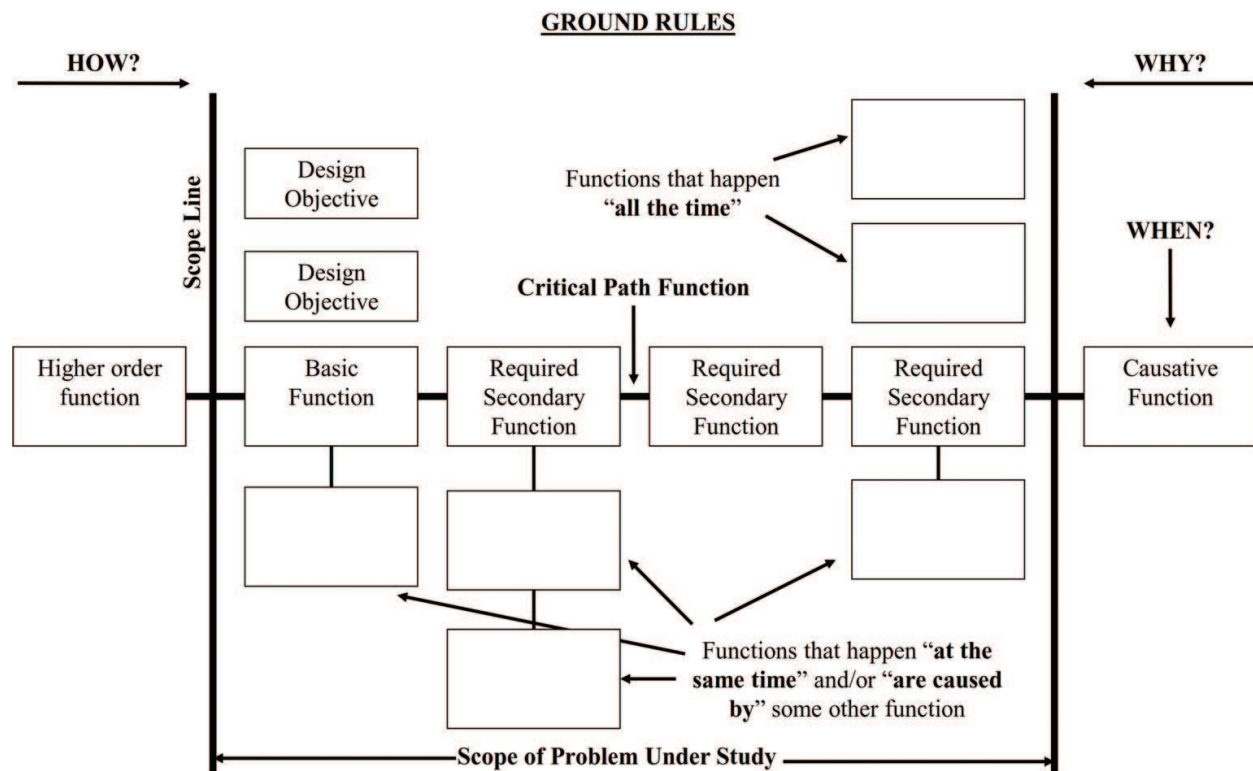 GROUND RULES
HOW?
WHY?
Scope Line
Design
Objective
Functions that happen
“all the time”
Design
Objective
WHEN?
Critical Path Function
Higher order
function
Basic
Function
Required
Secondary
Function
Required
Secondary
Function
Required
Secondary
Function
Causative
Function
Functions that happen “at the
same time” and/or “are caused
by” some other function
Scope of Problem Under Study